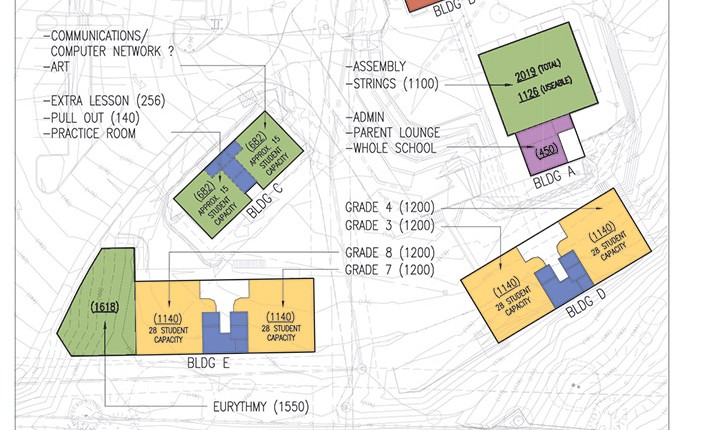 BLDG B
-COMMUNICATIONS/
COMPUTER NETWORK ?
-ART
-EXTRA LESSON (256)
-PULL OUT (140)
-PRACTICE ROOM
-ASSEMBLY
-STRINGS (1100)
-ADMIN
-PARENT LOUNGE
-WHOLE SCHOOL
2019 (TOTAL)
1126 (USEABLE)
(450)
BLDG A
(682)
APPROX. 15
STUDENT
CAPACITY
(682)
APPROX. 15
STUDENT
CAPACITY
BLDG C
GRADE 4 (1200)
GRADE 3 (1200)
GRADE 8 (1200)
GRADE 7 (1200)
(1140)
28 STUDENT
CAPACITY
(1140)
28 STUDENT
CAPACITY
BLDG D
(1618)
(1140)
28 STUDENT
CAPACITY
(1140)
28 STUDENT
CAPACITY
BLDG E
EURYTHMY (1550)